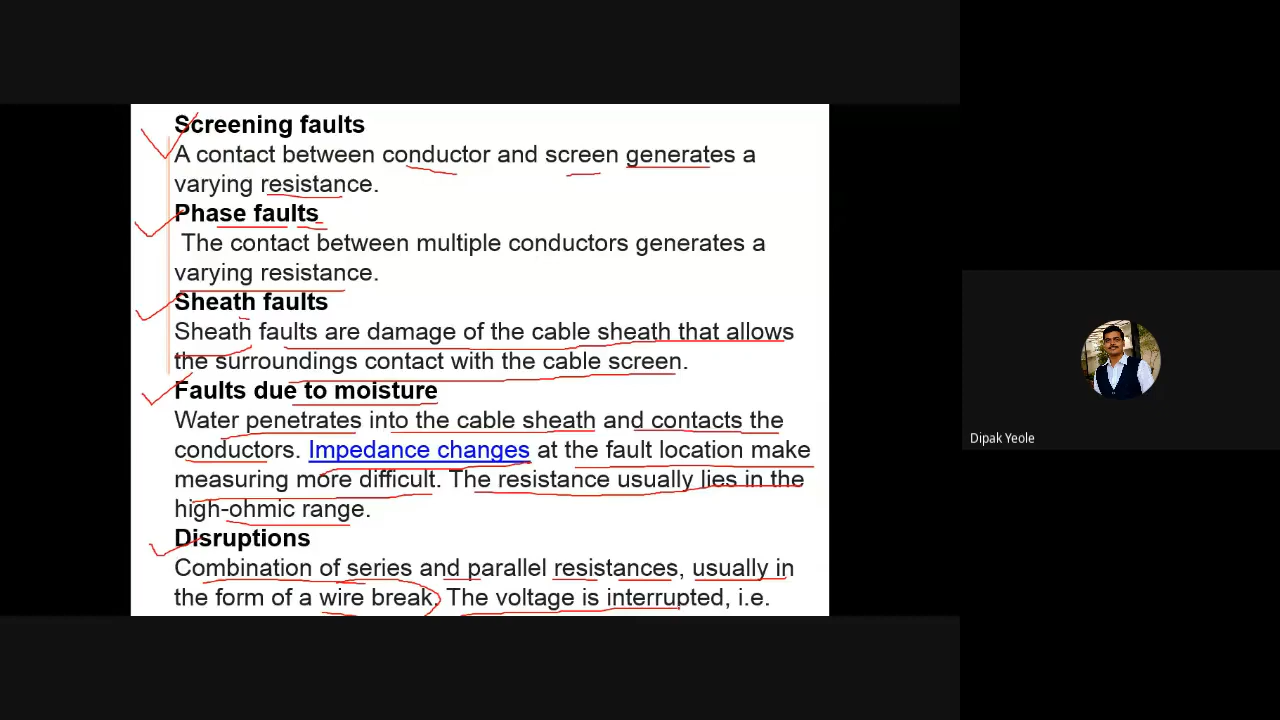 Screening faults
A contact between conductor and screen generates a
varying resistance.
Phase faults
The contact between multiple conductors generates a
varying resistance.
Sheath faults
Sheath faults are damage of the cable sheath that allows
the surroundings contact with the cable screen.
Faults due to moisture
Water penetrates into the cable sheath and contacts the
conductors. Impedance changes at the fault location make
measuring more difficult. The resistance usually lies in the
high-ohmic range.
Disruptions
Combination of series and parallel resistances, usually in
the form of a wire break. The voltage is interrupted, i.e.
Dipak Yeole